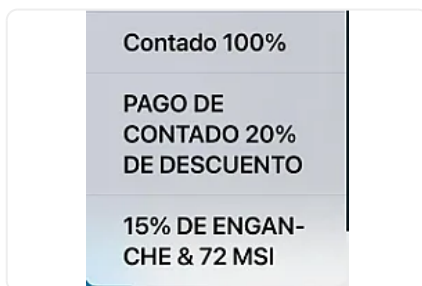 Contado 100%
PAGO DE
CONTADO 20%
DE DESCUENTO
15% DE ENGAN-
CHE & 72 MSI